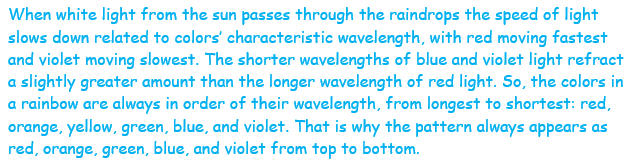 When white light from the sun passes through the raindrops the speed of light
slows down related to colors' characteristic wavelength, with red moving fastest
and violet moving slowest. The shorter wavelengths of blue and violet light refract
a slightly greater amount than the longer wavelength of red light. So, the colors in
a rainbow are always in order of their wavelength, from longest to shortest: red,
orange, yellow, green, blue, and violet. That is why the pattern always appears as
red, orange, green, blue, and violet from top to bottom.